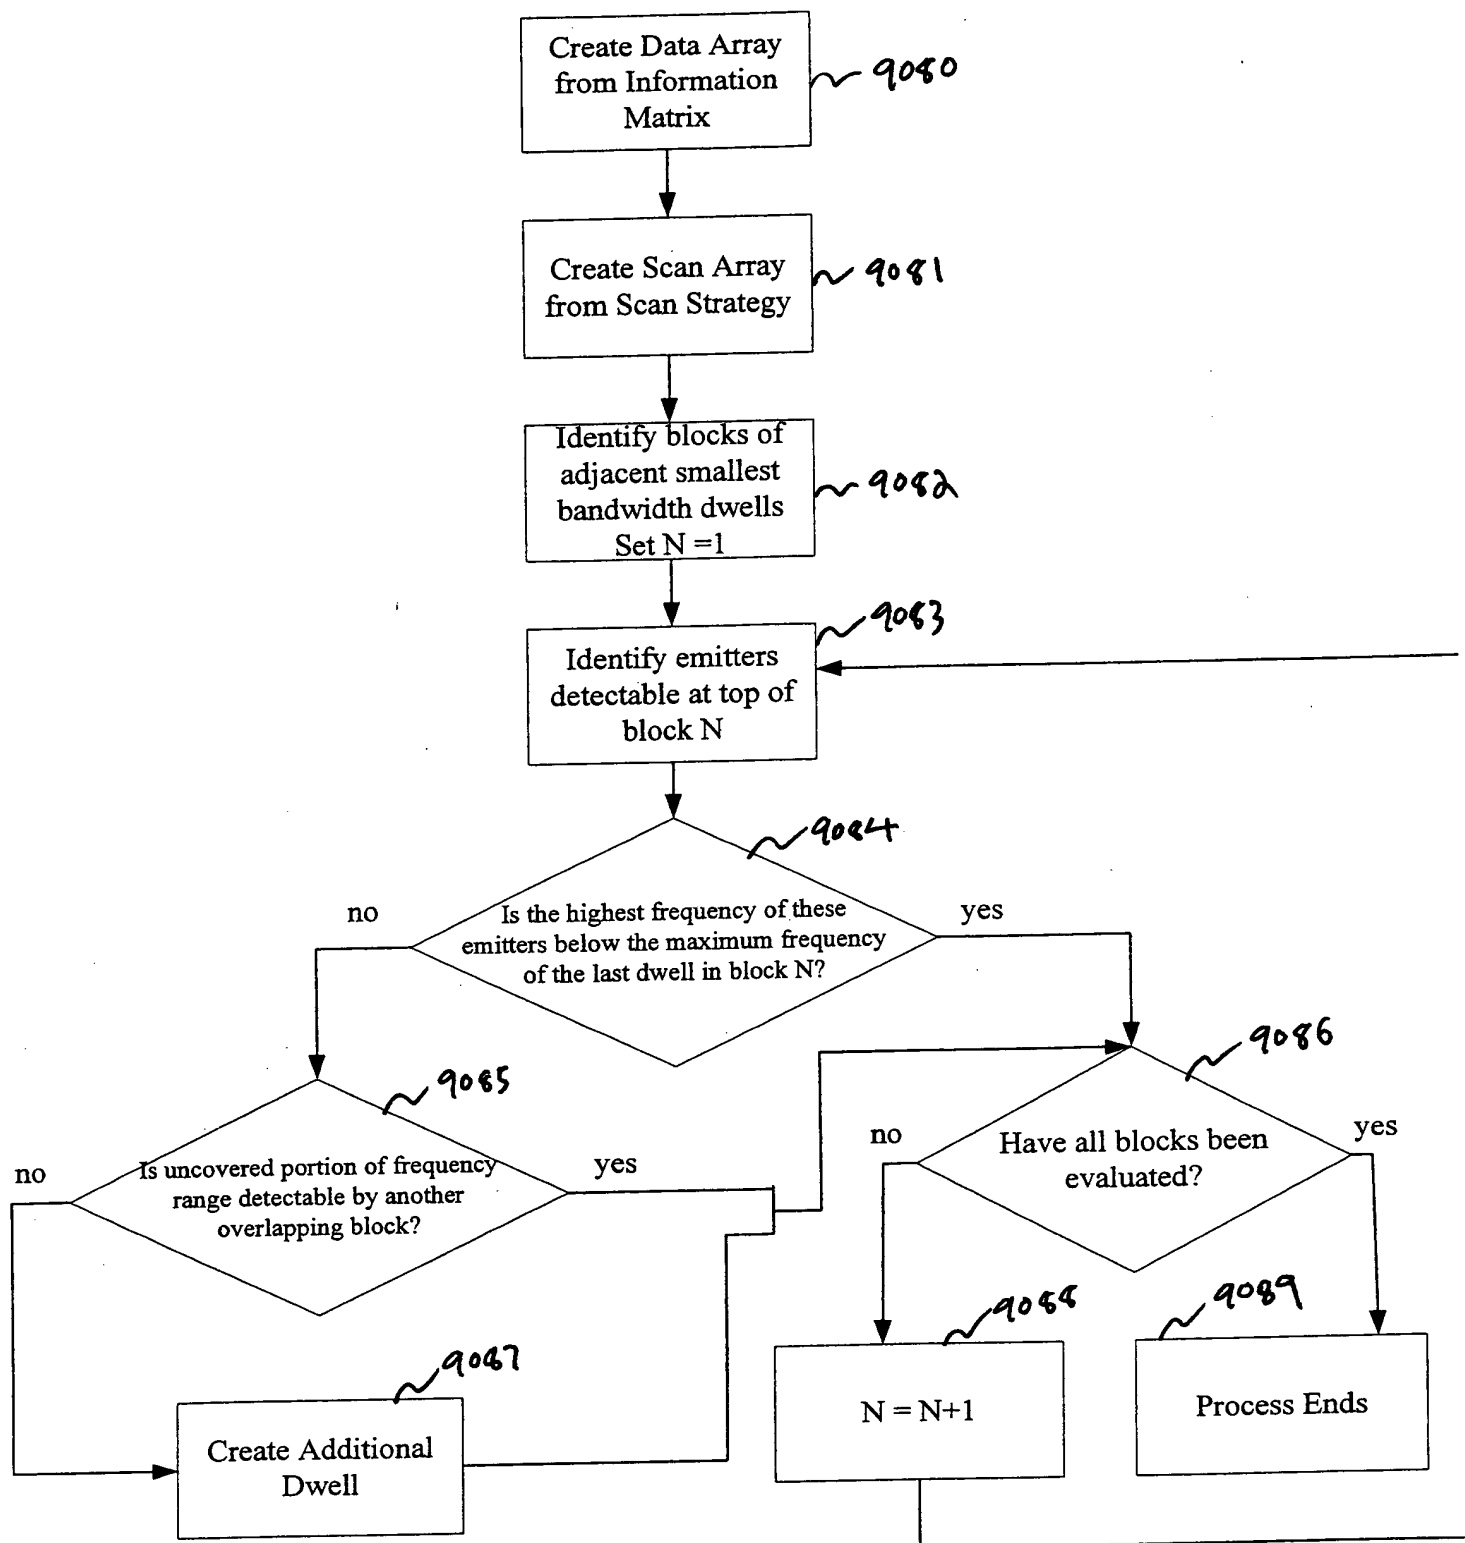 Create Data Array
from Information
Matrix
9080
Create Scan Array
from Scan Strategy
9081
Identify blocks of
adjacent smallest
bandwidth dwells
Set N =1
9082
9083
Identify emitters
detectable at top of
block N
9084
no
Is the highest frequency of these
emitters below the maximum frequency
of the last dwell in block N?
yes
9085
9086
no
Is uncovered portion of frequency
range detectable by another
overlapping block?
yes
no
Have all blocks been
evaluated?
yes
9087
9088
9089
Create Additional
Dwell
N = N+1
Process Ends